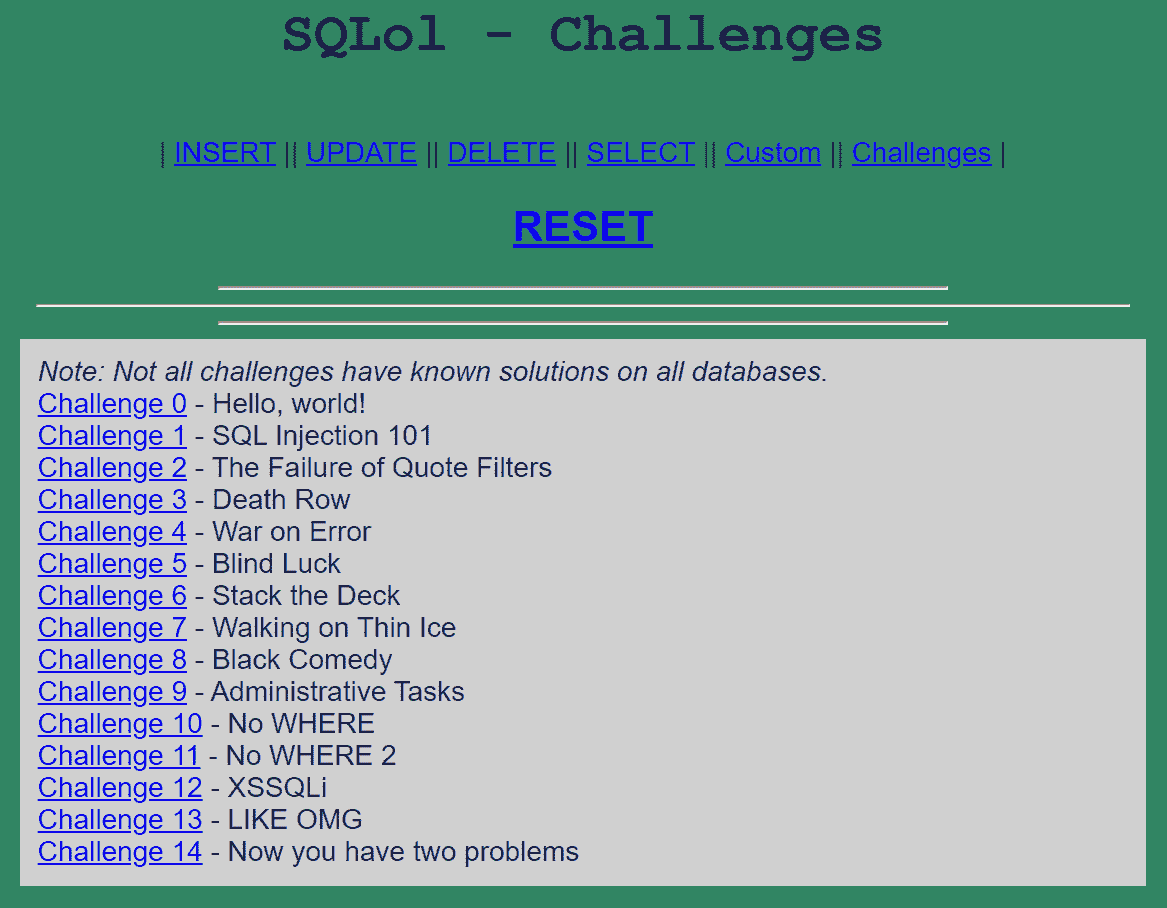 SQLol - Challenges
| INSERT || UPDATE || DELETE || SELECT || Custom || Challenges |
RESET
Note: Not all challenges have known solutions on all databases.
Challenge 0 - Hello, world!
Challenge 1 - SQL Injection 101
Challenge 2 - The Failure of Quote Filters
Challenge 3 - Death Row
Challenge 4 - War on Error
Challenge 5 - Blind Luck
Challenge 6 - Stack the Deck
Challenge 7 - Walking on Thin Ice
Challenge 8 - Black Comedy
Challenge 9 - Administrative Tasks
Challenge 10 - No WHERE
Challenge 11 - No WHERE 2
Challenge 12 - XSSQLi
Challenge 13 - LIKE OMG
Challenge 14 - Now you have two problems